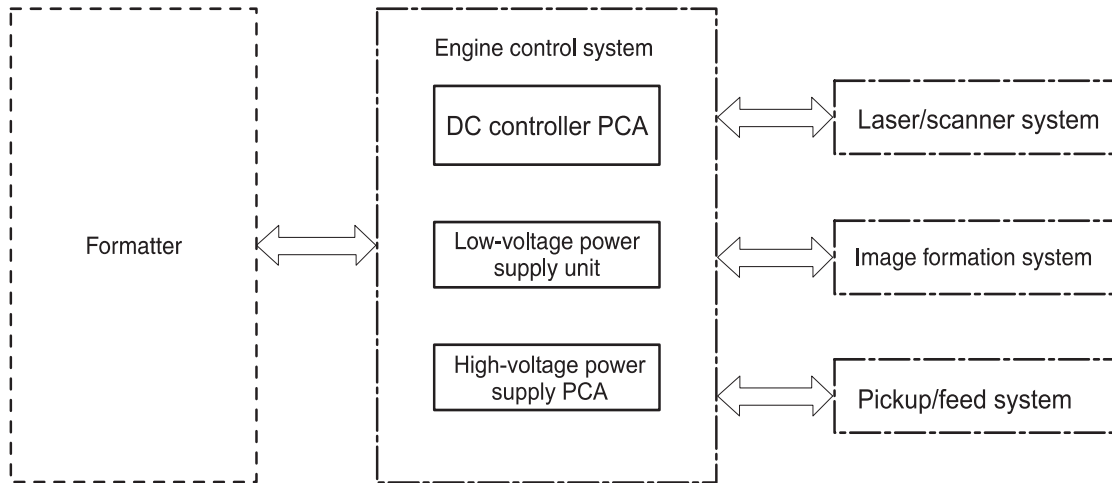 Formatter
Engine control system
DC controller PCA
Low-voltage power
supply unit
High-voltage power
supply PCA
Laser/scanner system
Image formation system
Pickup/feed system